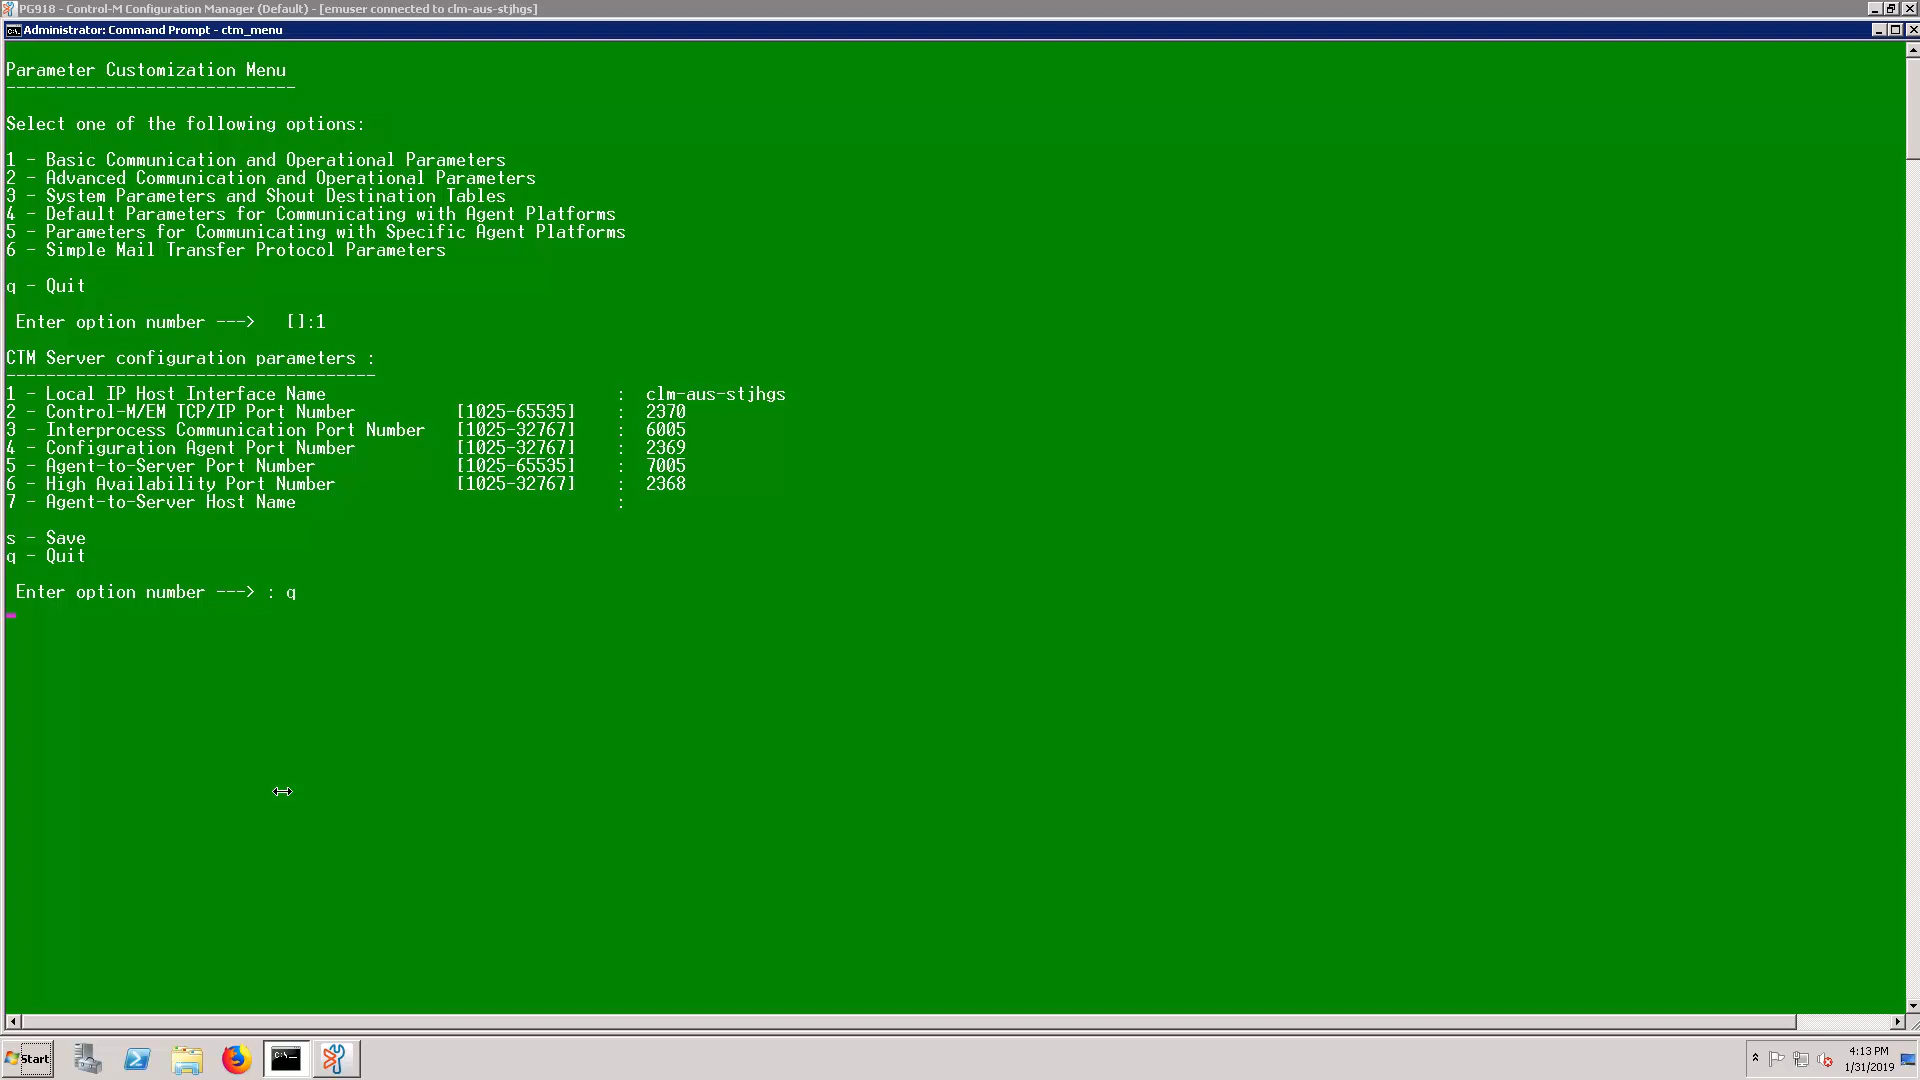 PG918 - Control-M Configuration Manager (Default) - [emuser connected to clm-aus-stjhgs]
Administrator: Command Prompt - ctm_menu
Parameter Customization Menu
-----------------------------
Select one of the following options:
1 - Basic Communication and Operational Parameters
2 - Advanced Communication and Operational Parameters
3 - System Parameters and Shout Destination Tables
4 - Default Parameters for Communicating with Agent Platforms
5 - Parameters for Communicating with Specific Agent Platforms
6 - Simple Mail Transfer Protocol Parameters
q - Quit
Enter option number --->   []:1
CTM Server configuration parameters :
-------------------------------------
1 - Local IP Host Interface Name : clm-aus-stjhgs
2 - Control-M/EM TCP/IP Port Number [1025-65535] : 2370
3 - Interprocess Communication Port Number [1025-32767] : 6005
4 - Configuration Agent Port Number [1025-32767] : 2369
5 - Agent-to-Server Port Number [1025-65535] : 7005
6 - High Availability Port Number [1025-32767] : 2368
7 - Agent-to-Server Host Name :
s - Save
q - Quit
Enter option number ---> : q
Start
4:13 PM
1/31/2019